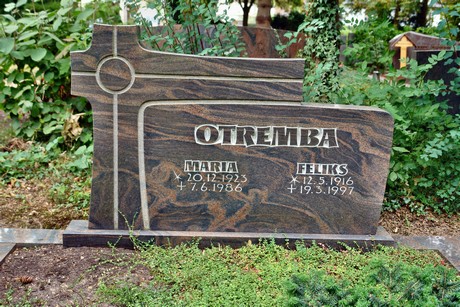 OTREMBA
MARIA FELIKS
* 20.12.1923 * 12.5.1916
+ 7.6.1986 + 19.3.1997